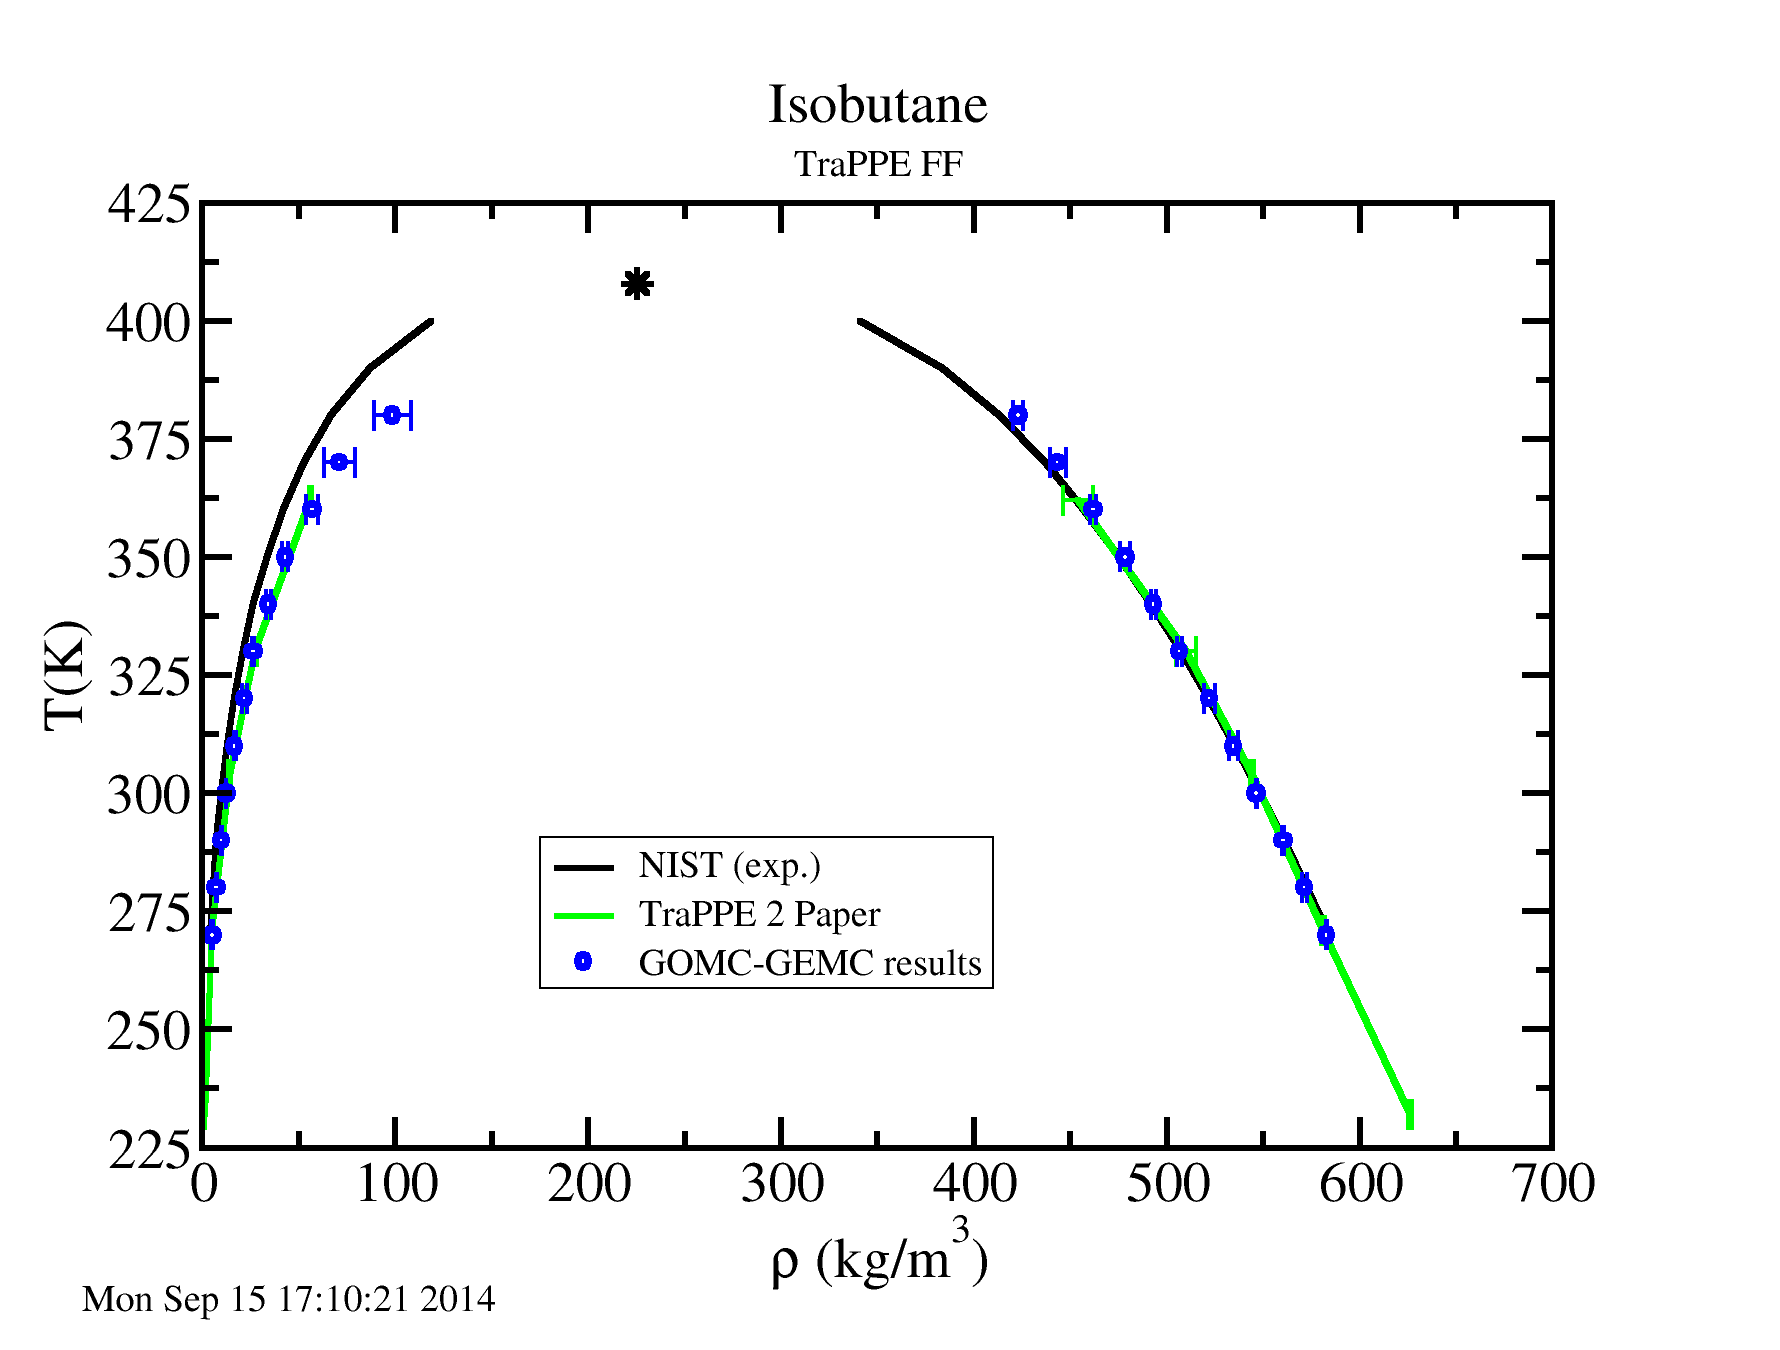 Isobutane
TraPPE FF
425
400
375
350
325
300
275
250
225
T(K)
NIST (exp.)
TraPPE 2 Paper
GOMC-GEMC results
0 100 200 300 400 500 600 700
ρ (kg/m³)
Mon Sep 15 17:10:21 2014